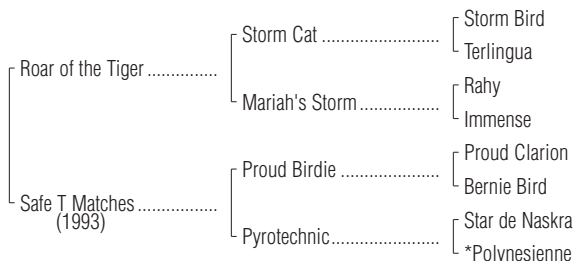 Storm Bird
Storm Cat .......................
Terlingua
Roar of the Tiger ..............
Rahy
Mariah's Storm ................
Immense
Proud Clarion
Proud Birdie ....................
Bernie Bird
Safe T Matches ................
(1993)
Star de Naskra
Pyrotechnic .....................
*Polynesienne